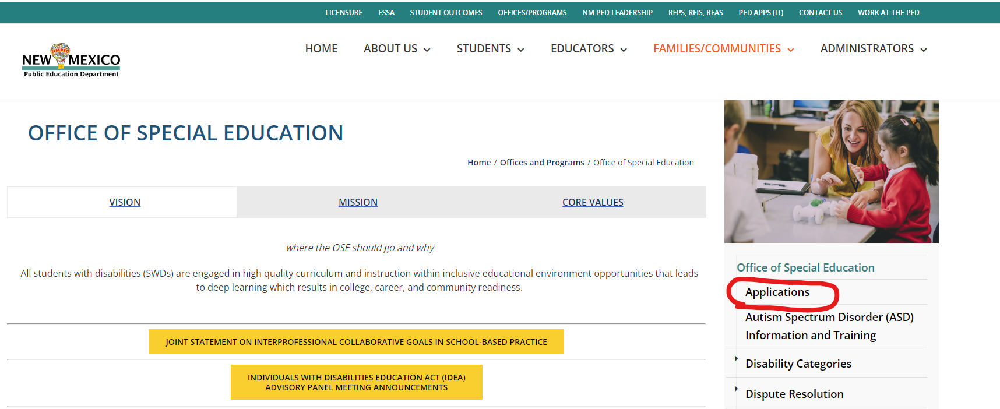 LICENSURE ESSA STUDENT OUTCOMES OFFICES/PROGRAMS NM PED LEADERSHIP RFPS, RFIS, RFAS PED APPS (IT) CONTACT US WORK AT THE PED
NMPED
NEW MEXICO
Public Education Department
HOME ABOUT US STUDENTS EDUCATORS FAMILIES/COMMUNITIES ADMINISTRATORS
OFFICE OF SPECIAL EDUCATION
Home / Offices and Programs / Office of Special Education
VISION MISSION CORE VALUES
where the OSE should go and why
All students with disabilities (SWDs) are engaged in high quality curriculum and instruction within inclusive educational environment opportunities that leads
to deep learning which results in college, career, and community readiness.
JOINT STATEMENT ON INTERPROFESSIONAL COLLABORATIVE GOALS IN SCHOOL-BASED PRACTICE
INDIVIDUALS WITH DISABILITIES EDUCATION ACT (IDEA)
ADVISORY PANEL MEETING ANNOUNCEMENTS
Office of Special Education
Applications
Autism Spectrum Disorder (ASD)
Information and Training
Disability Categories
Dispute Resolution